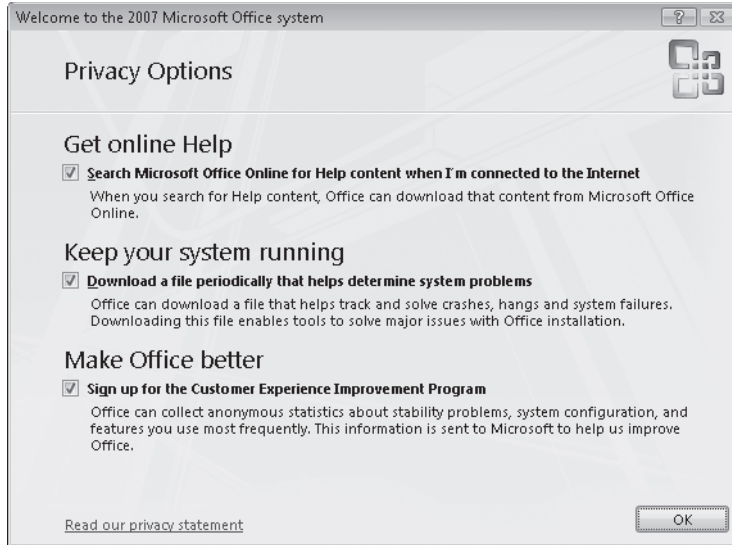 Welcome to the 2007 Microsoft Office system
Privacy Options
Get online Help
Search Microsoft Office Online for Help content when I'm connected to the Internet
When you search for Help content, Office can download that content from Microsoft Office
Online.
Keep your system running
Download a file periodically that helps determine system problems
Office can download a file that helps track and solve crashes, hangs and system failures.
Downloading this file enables tools to solve major issues with Office installation.
Make Office better
Sign up for the Customer Experience Improvement Program
Office can collect anonymous statistics about stability problems, system configuration, and
features you use most frequently. This information is sent to Microsoft to help us improve
Office.
Read our privacy statement
OK